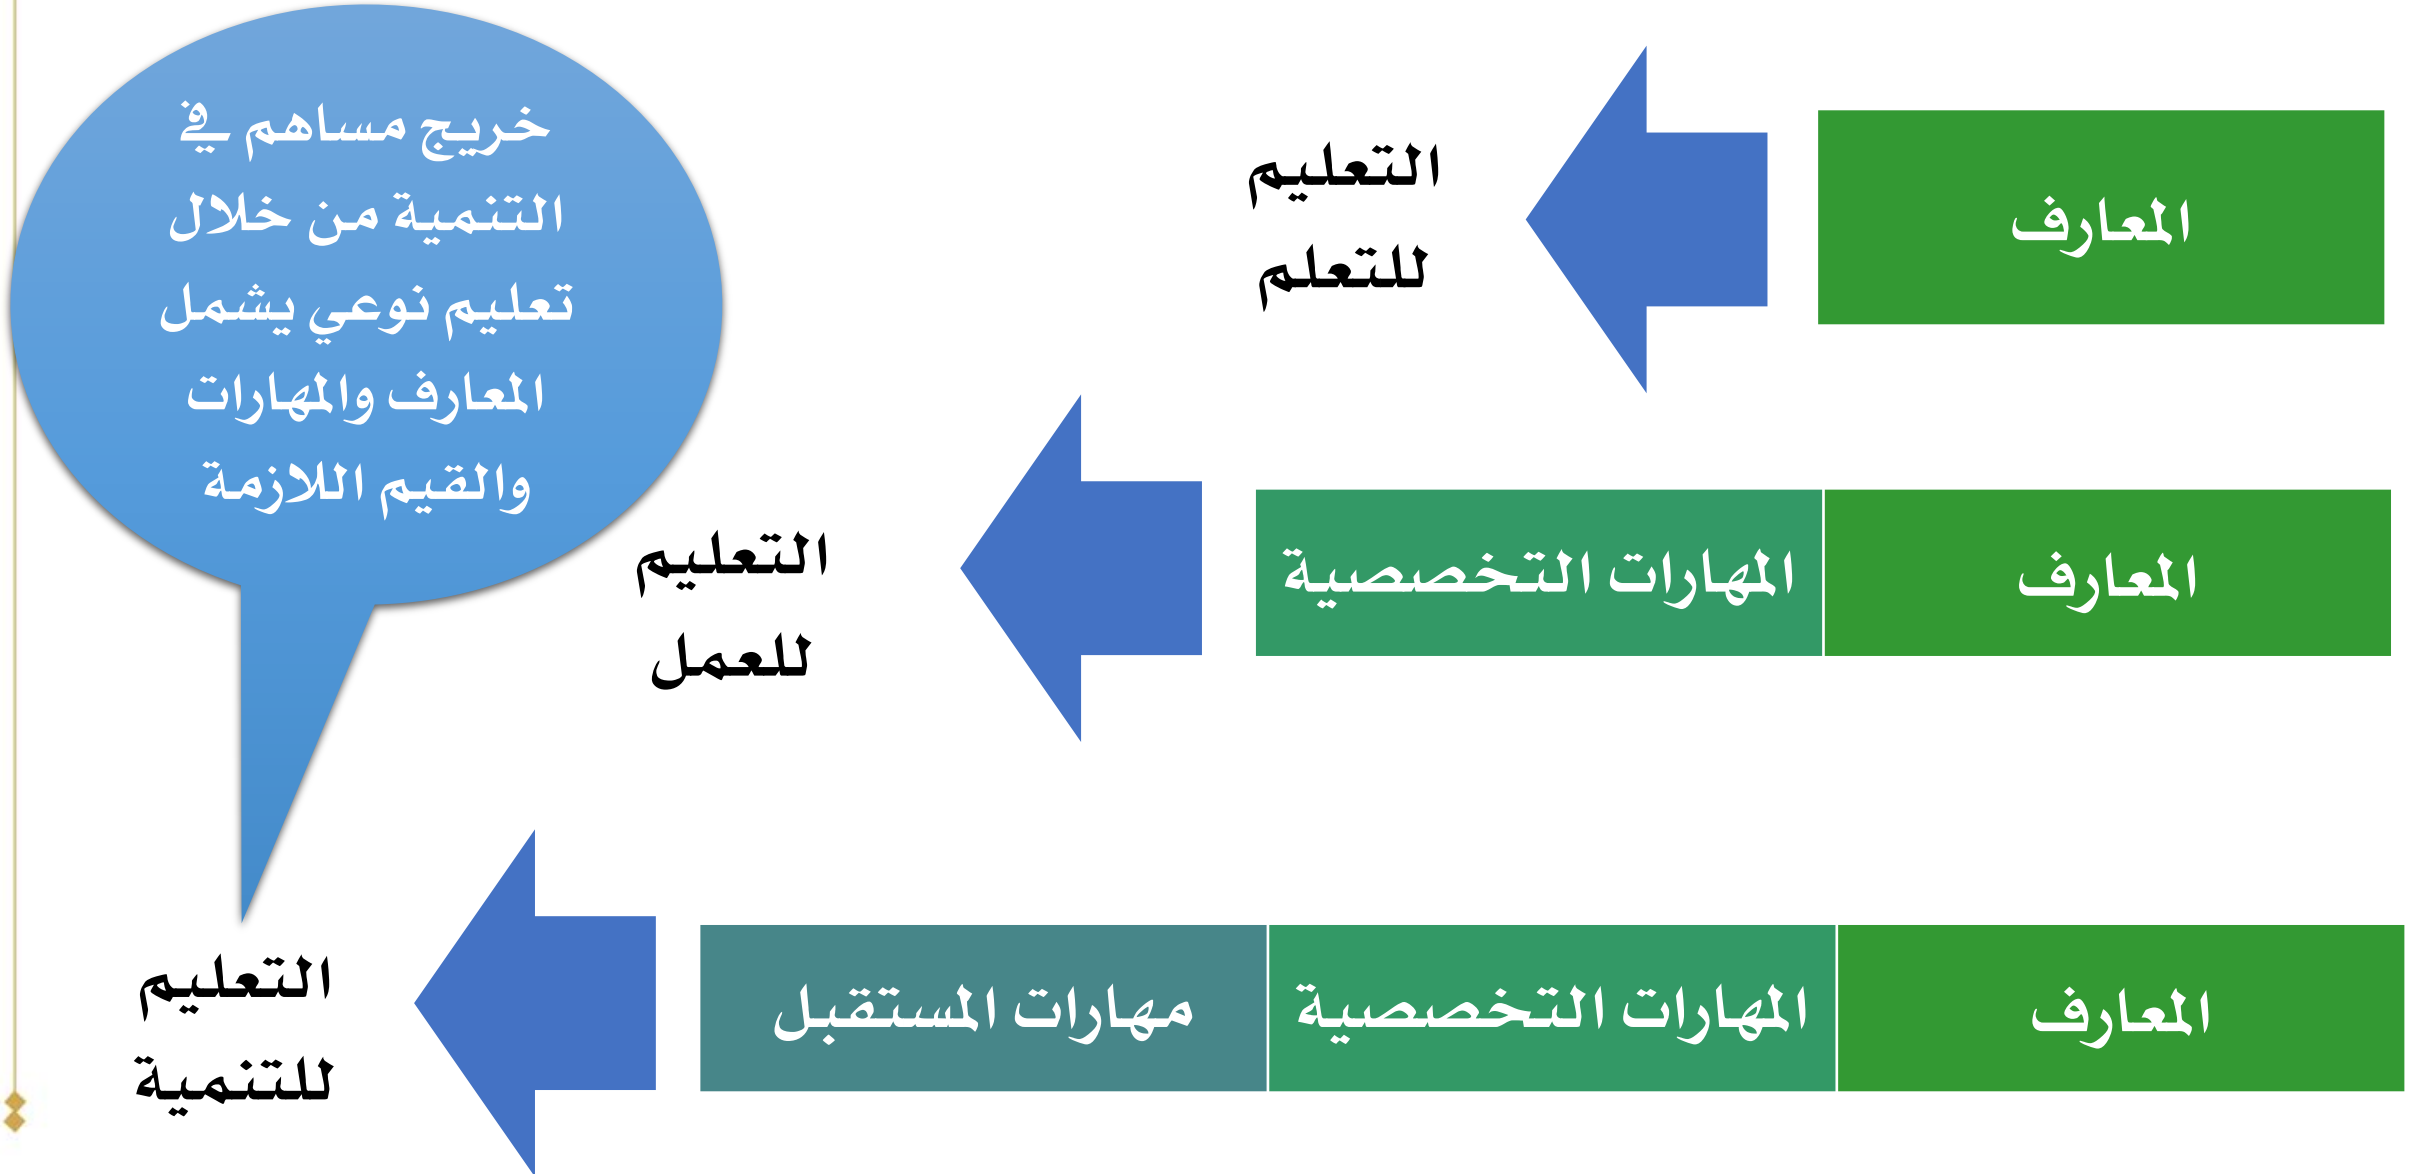 المعارف
التعليم
للتعلم
خريج مساهم في
التنمية من خلال
تعليم نوعي يشمل
المعارف والمهارات
والقيم اللازمة
المعارف
المهارات التخصصية
التعليم
للعمل
المعارف
المهارات التخصصية
مهارات المستقبل
التعليم
للتنمية